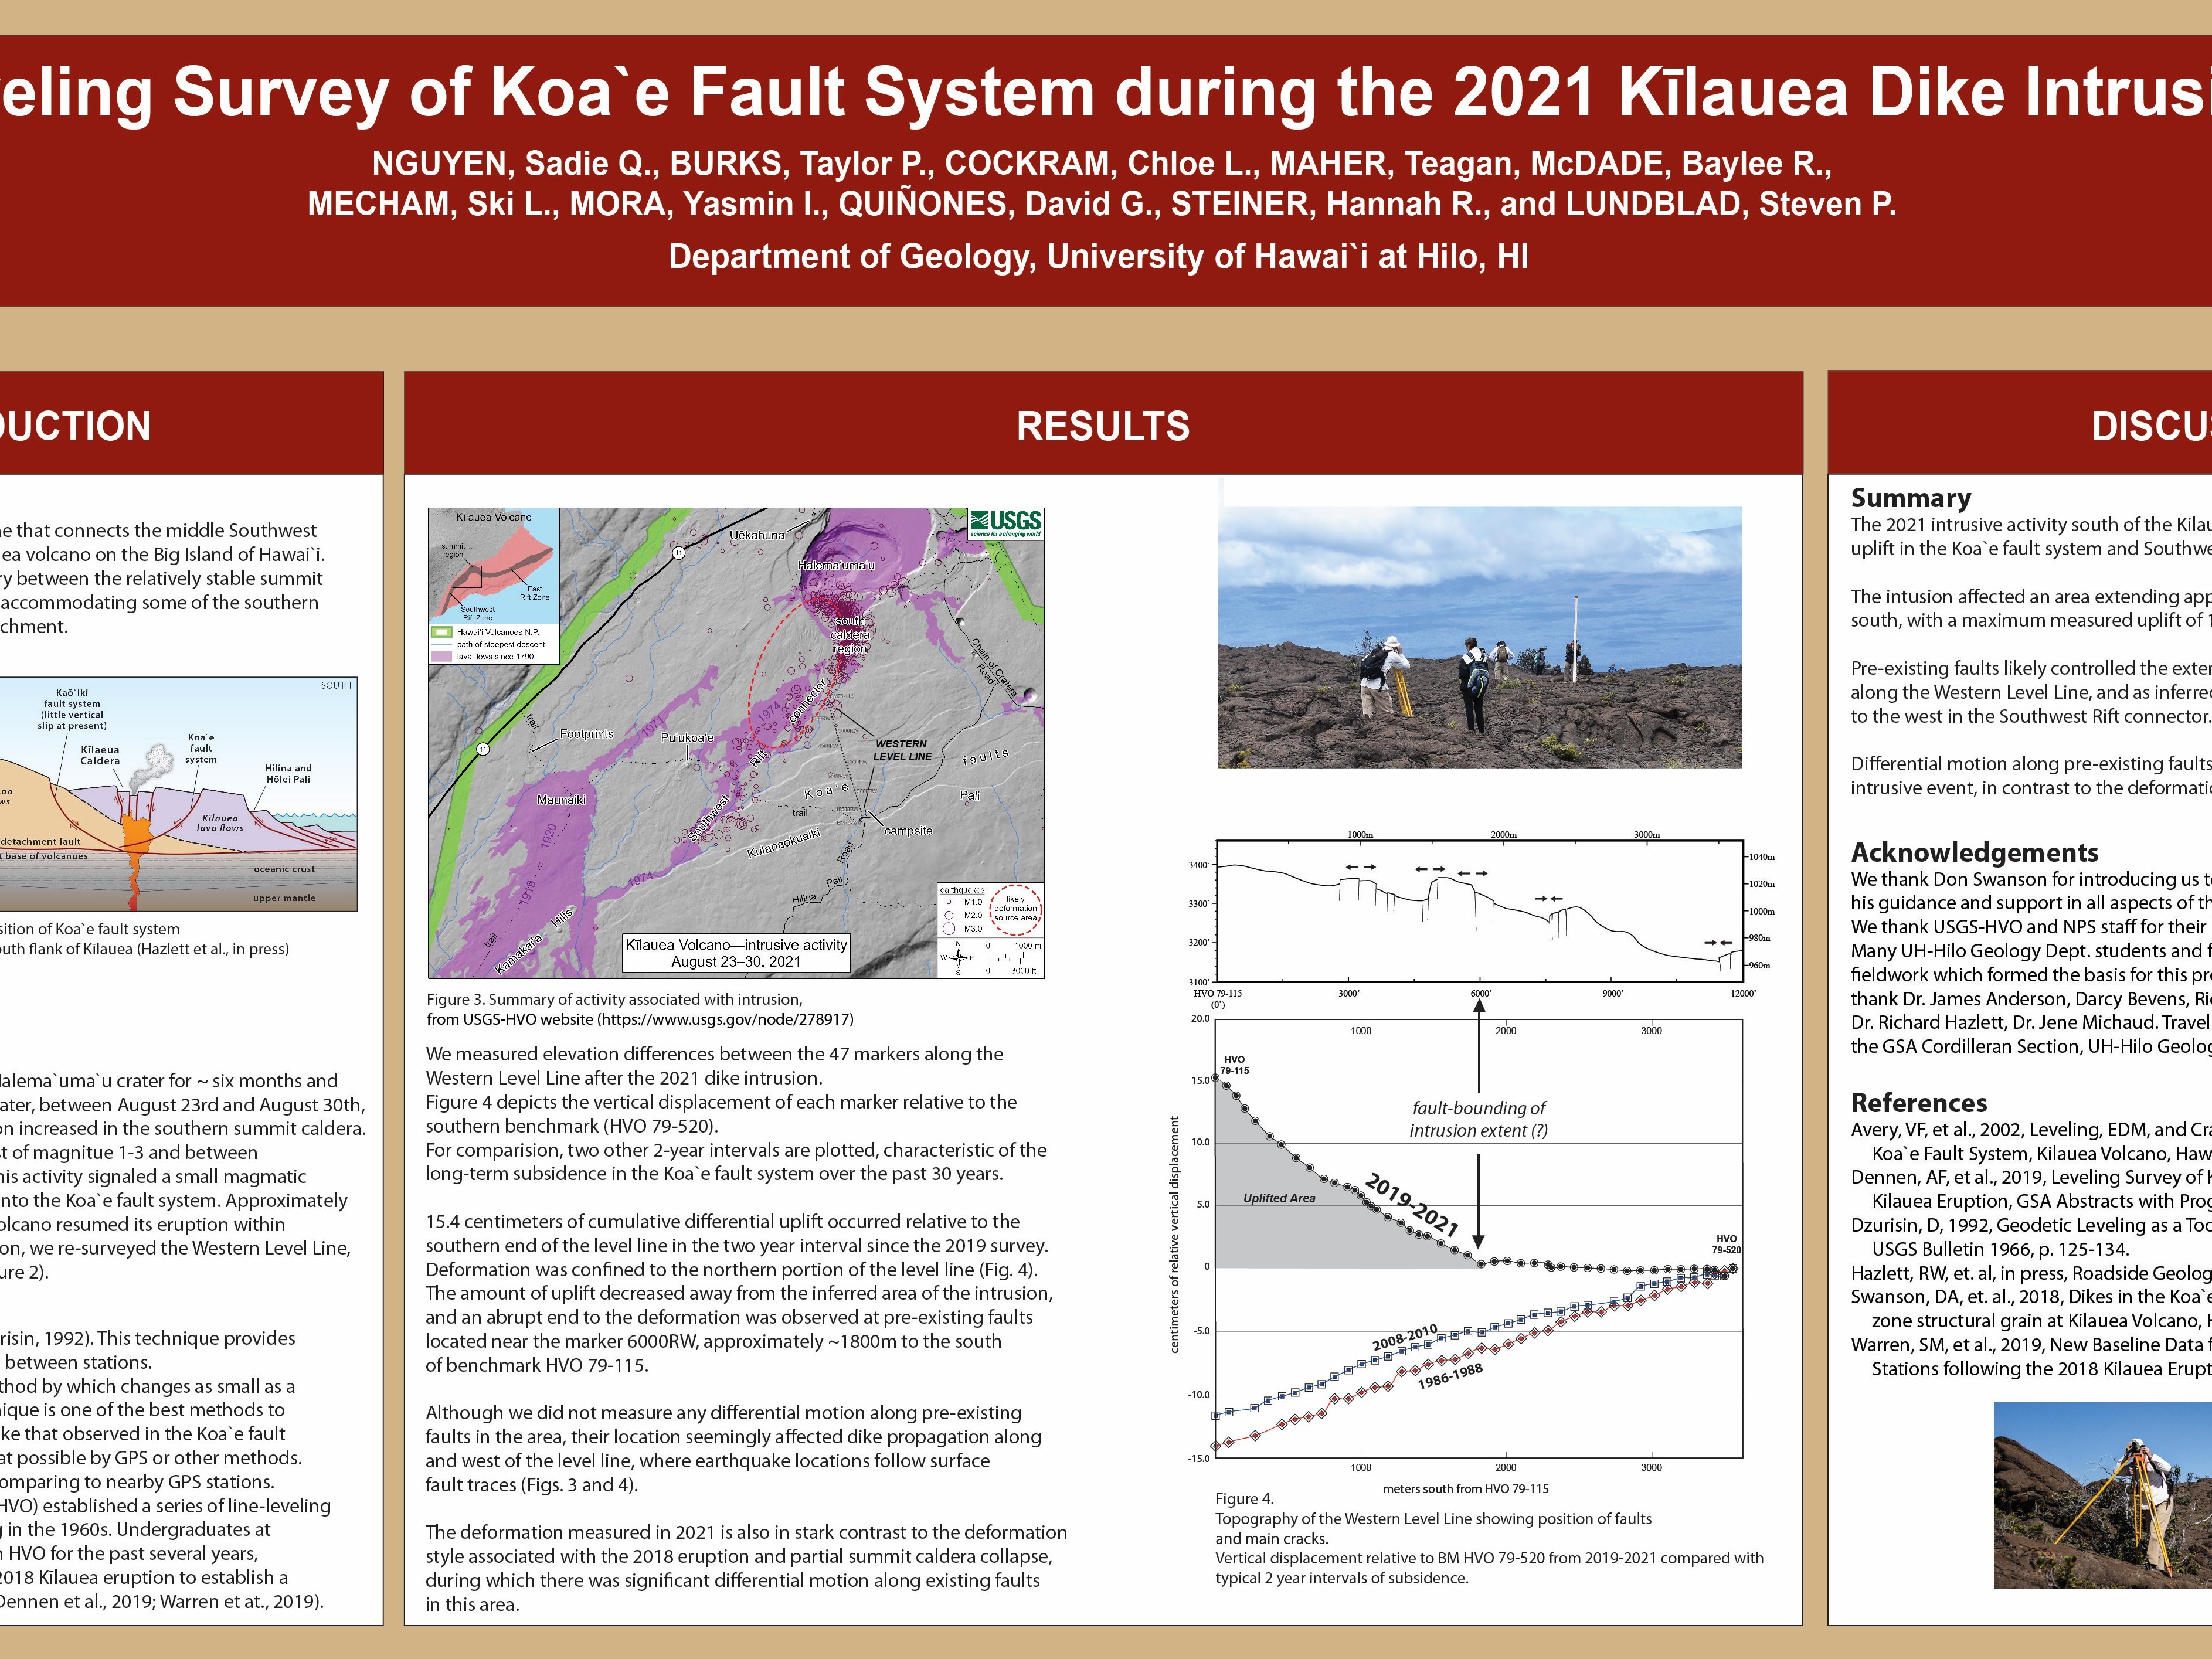 eling Survey of Koa`e Fault System during the 2021 Kīlauea Dike Intrusi
NGUYEN, Sadie Q., BURKS, Taylor P., COCKRAM, Chloe L., MAHER, Teagan, McDADE, Baylee R.,
MECHAM, Ski L., MORA, Yasmin I., QUIÑONES, David G., STEINER, Hannah R., and LUNDBLAD, Steven P.
Department of Geology, University of Hawai`i at Hilo, HI
DUCTION
e that connects the middle Southwest
ea volcano on the Big Island of Hawai`i.
ry between the relatively stable summit
accommodating some of the southern
chment.
SOUTH
Kaō`iki
fault system
(little vertical
slip at present)
Kīlaeua
Caldera
Koa`e
fault
system
Hilina and
Hōlei Pali
oa
ws
Kīlauea
lava flows
detachment fault
t base of volcanoes
oceanic crust
upper mantle
sition of Koa`e fault system
outh flank of Kīlauea (Hazlett et al., in press)
Halema`uma`u crater for ~ six months and
ater, between August 23rd and August 30th,
on increased in the southern summit caldera.
st of magnitue 1-3 and between
his activity signaled a small magmatic
nto the Koa`e fault system. Approximately
olcano resumed its eruption within
on, we re-surveyed the Western Level Line,
ure 2).
urisin, 1992). This technique provides
between stations.
thod by which changes as small as a
nique is one of the best methods to
ke that observed in the Koa`e fault
at possible by GPS or other methods.
omparing to nearby GPS stations.
HVO) established a series of line-leveling
g in the 1960s. Undergraduates at
n HVO for the past several years,
2018 Kīlauea eruption to establish a
Dennen et al., 2019; Warren et at., 2019).
RESULTS
Kīlauea Volcano
summit
region
East
Rift Zone
Southwest
Rift Zone
Hawai'i Volcanoes N.P.
path of steepest descent
lava flows since 1790
USGS
science for a changing world
Uēkahuna
11
Halema'uma'u
south
caldera
region
Chain of Craters
Road
1971
1974
connector
trail
Footprints
Pu'ukoa'e
Rift
WESTERN
LEVEL LINE
faults
11
Koa'e
Pali
Maunaiki
Southwest
trail
campsite
1920
Kulanaokuaiki
Road
1919
1974
Pali
Hilina
trail
Kamakai'a Hills
earthquakes
M1.0
M2.0
M3.0
likely
deformation
source area
N
W
E
S
0 1000 m
0 3000 ft
Kīlauea Volcano—intrusive activity
August 23–30, 2021
Figure 3. Summary of activity associated with intrusion,
from USGS-HVO website (https://www.usgs.gov/node/278917)
We measured elevation differences between the 47 markers along the
Western Level Line after the 2021 dike intrusion.
Figure 4 depicts the vertical displacement of each marker relative to the
southern benchmark (HVO 79-520).
For comparision, two other 2-year intervals are plotted, characteristic of the
long-term subsidence in the Koa`e fault system over the past 30 years.
15.4 centimeters of cumulative differential uplift occurred relative to the
southern end of the level line in the two year interval since the 2019 survey.
Deformation was confined to the northern portion of the level line (Fig. 4).
The amount of uplift decreased away from the inferred area of the intrusion,
and an abrupt end to the deformation was observed at pre-existing faults
located near the marker 6000RW, approximately ~1800m to the south
of benchmark HVO 79-115.
Although we did not measure any differential motion along pre-existing
faults in the area, their location seemingly affected dike propagation along
and west of the level line, where earthquake locations follow surface
fault traces (Figs. 3 and 4).
The deformation measured in 2021 is also in stark contrast to the deformation
style associated with the 2018 eruption and partial summit caldera collapse,
during which there was significant differential motion along existing faults
in this area.
1000m 2000m 3000m
3400'
3300'
3200'
3100'
1040m
1020m
1000m
980m
960m
HVO 79-115
(0')
3000' 6000' 9000' 12000'
20.0
15.0
10.0
5.0
0
-5.0
-10.0
-15.0
1000 2000 3000
HVO
79-115
fault-bounding of
intrusion extent (?)
Uplifted Area
2019-2021
HVO
79-520
2008-2010
1986-1988
centimeters of relative vertical displacement
1000 2000 3000
meters south from HVO 79-115
Figure 4.
Topography of the Western Level Line showing position of faults
and main cracks.
Vertical displacement relative to BM HVO 79-520 from 2019-2021 compared with
typical 2 year intervals of subsidence.
DISCUS
Summary
The 2021 intrusive activity south of the Kilau
uplift in the Koa`e fault system and Southwe
The intusion affected an area extending app
south, with a maximum measured uplift of 1
Pre-existing faults likely controlled the exten
along the Western Level Line, and as inferred
to the west in the Southwest Rift connector.
Differential motion along pre-existing faults
intrusive event, in contrast to the deformatio
Acknowledgements
We thank Don Swanson for introducing us to
his guidance and support in all aspects of th
We thank USGS-HVO and NPS staff for their
Many UH-Hilo Geology Dept. students and f
fieldwork which formed the basis for this pr
thank Dr. James Anderson, Darcy Bevens, Ric
Dr. Richard Hazlett, Dr. Jene Michaud. Travel
the GSA Cordilleran Section, UH-Hilo Geolog
References
Avery, VF, et al., 2002, Leveling, EDM, and Cra
Koa`e Fault System, Kilauea Volcano, Haw
Dennen, AF, et al., 2019, Leveling Survey of K
Kilauea Eruption, GSA Abstracts with Prog
Dzurisin, D, 1992, Geodetic Leveling as a Too
USGS Bulletin 1966, p. 125-134.
Hazlett, RW, et. al, in press, Roadside Geolog
Swanson, DA, et. al., 2018, Dikes in the Koa`e
zone structural grain at Kilauea Volcano, H
Warren, SM, et al., 2019, New Baseline Data f
Stations following the 2018 Kilauea Erupt